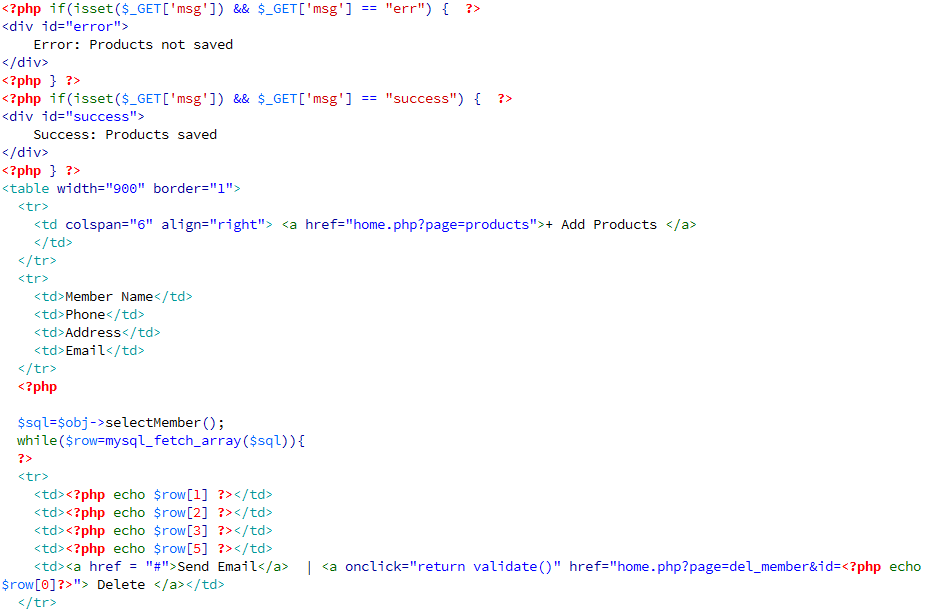 <?php if(isset($_GET['msg']) && $_GET['msg'] == "err") {  ?>
<div id="error">
    Error: Products not saved
</div>
<?php } ?>
<?php if(isset($_GET['msg']) && $_GET['msg'] == "success") {  ?>
<div id="success">
    Success: Products saved
</div>
<?php } ?>
<table width="900" border="1">
  <tr>
    <td colspan="6" align="right"> <a href="home.php?page=products">+ Add Products </a>
    </td>
  </tr>
  <tr>
    <td>Member Name</td>
    <td>Phone</td>
    <td>Address</td>
    <td>Email</td>
  </tr>
  <?php

  $sql=$obj->selectMember();
  while($row=mysql_fetch_array($sql)){
  ?>
  <tr>
    <td><?php echo $row[1] ?></td>
    <td><?php echo $row[2] ?></td>
    <td><?php echo $row[3] ?></td>
    <td><?php echo $row[5] ?></td>
    <td><a href = "#">Send Email</a>  | <a onclick="return validate()" href="home.php?page=del_member&id=<?php echo
$row[0]?>"> Delete </a></td>
  </tr>